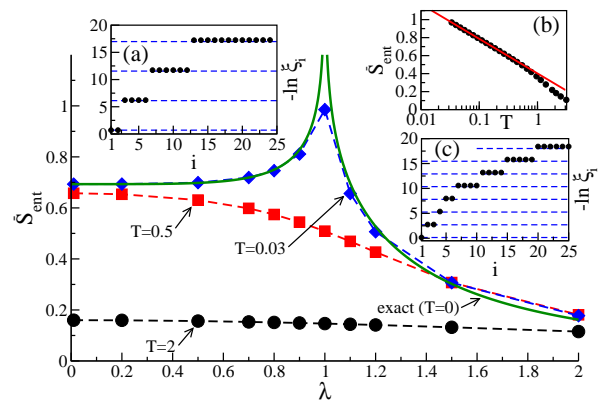 20
15
10
5
0
(a)
-ln ξi
1 5 10 15 20 25
i
1
0.8
0.6
0.4
0.2
0
S̄ent
(b)
0.01 0.1 1
T
20
15
10
5
0
(c)
-ln ξi
1 5 10 15 20 25
i
1
0.8
0.6
0.4
0.2
0
S̄ent
T=0.5
T=0.03
exact (T=0)
T=2
0 0.2 0.4 0.6 0.8 1 1.2 1.4 1.6 1.8 2
λ